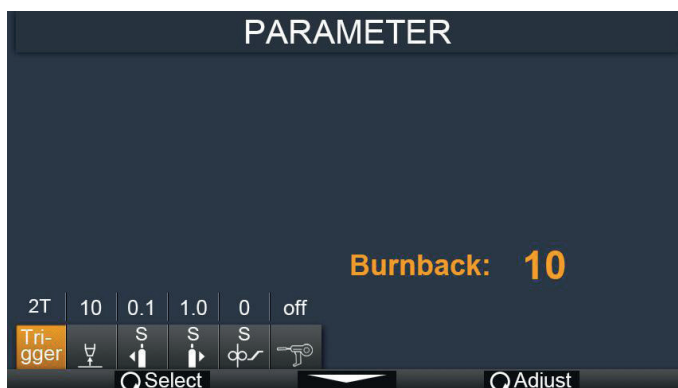 PARAMETER
Burnback: 10
2T 10 0.1 1.0 0 off
Tri-
gger
S S S
Select Adjust